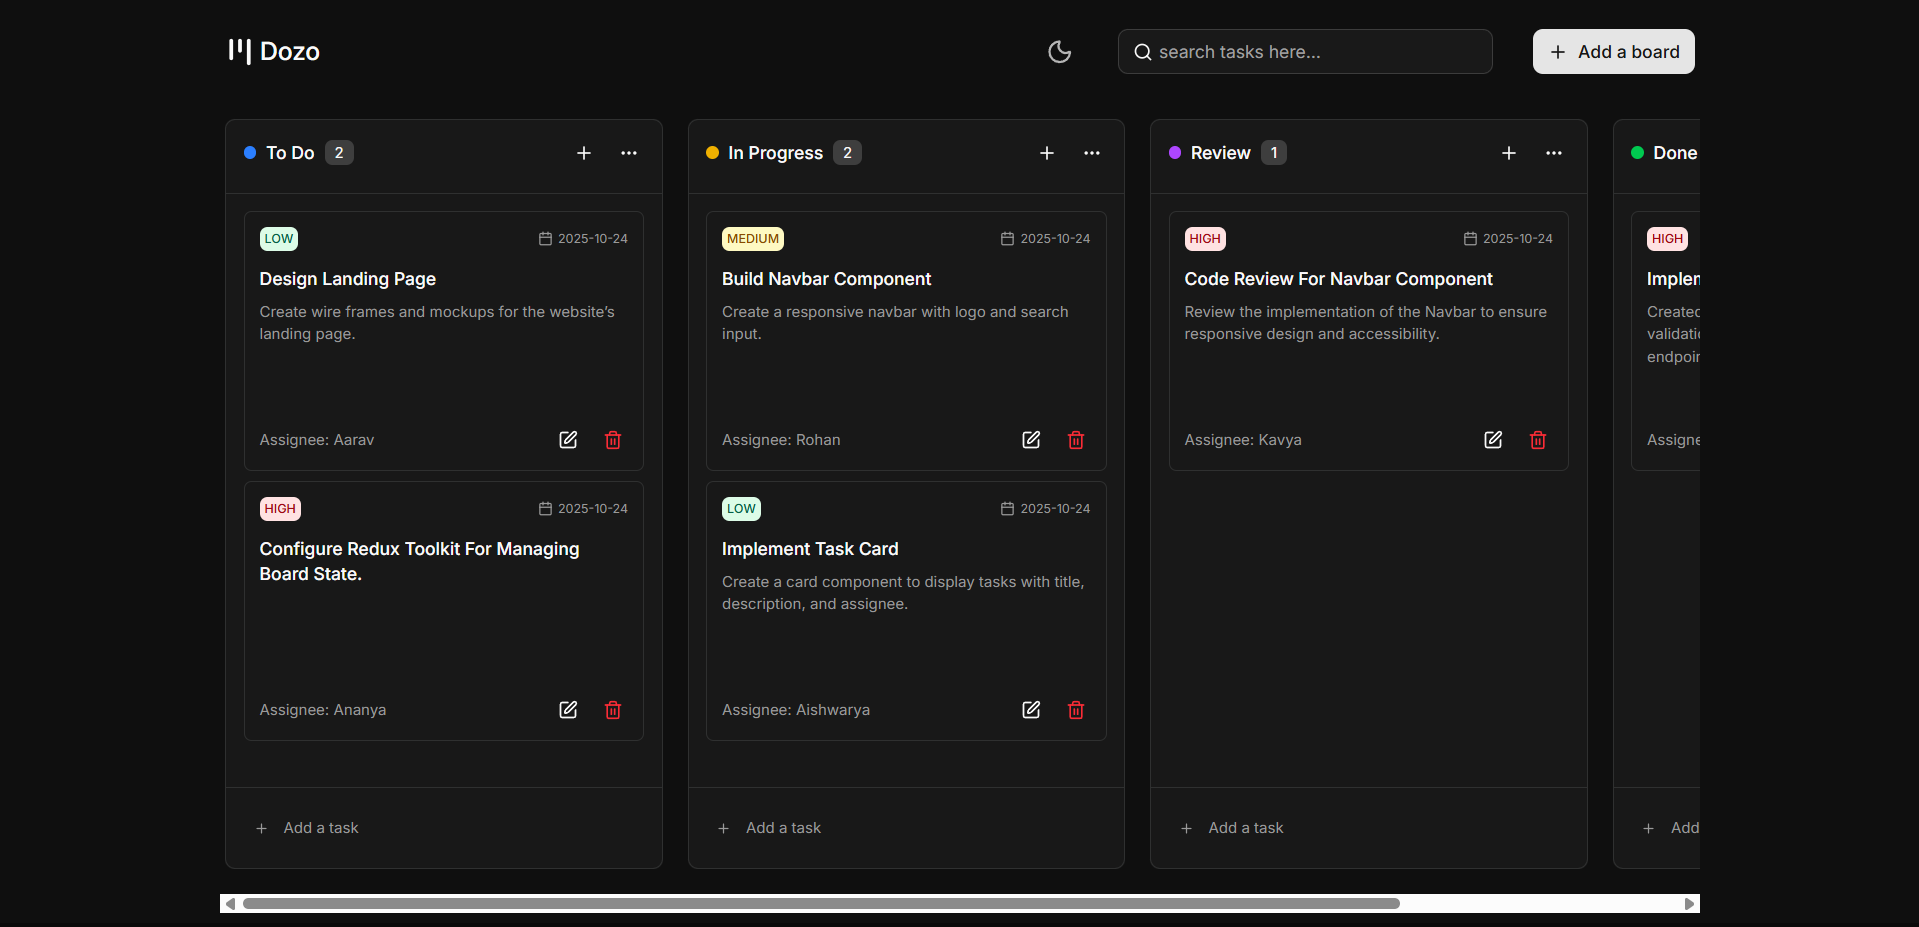 Dozo
search tasks here...
Add a board
To Do 2
LOW 2025-10-24
Design Landing Page
Create wire frames and mockups for the website’s
landing page.
Assignee: Aarav
HIGH 2025-10-24
Configure Redux Toolkit For Managing
Board State.
Assignee: Ananya
Add a task
In Progress 2
MEDIUM 2025-10-24
Build Navbar Component
Create a responsive navbar with logo and search
input.
Assignee: Rohan
LOW 2025-10-24
Implement Task Card
Create a card component to display tasks with title,
description, and assignee.
Assignee: Aishwarya
Add a task
Review 1
HIGH 2025-10-24
Code Review For Navbar Component
Review the implementation of the Navbar to ensure
responsive design and accessibility.
Assignee: Kavya
Add a task
Done
HIGH
Created
Add